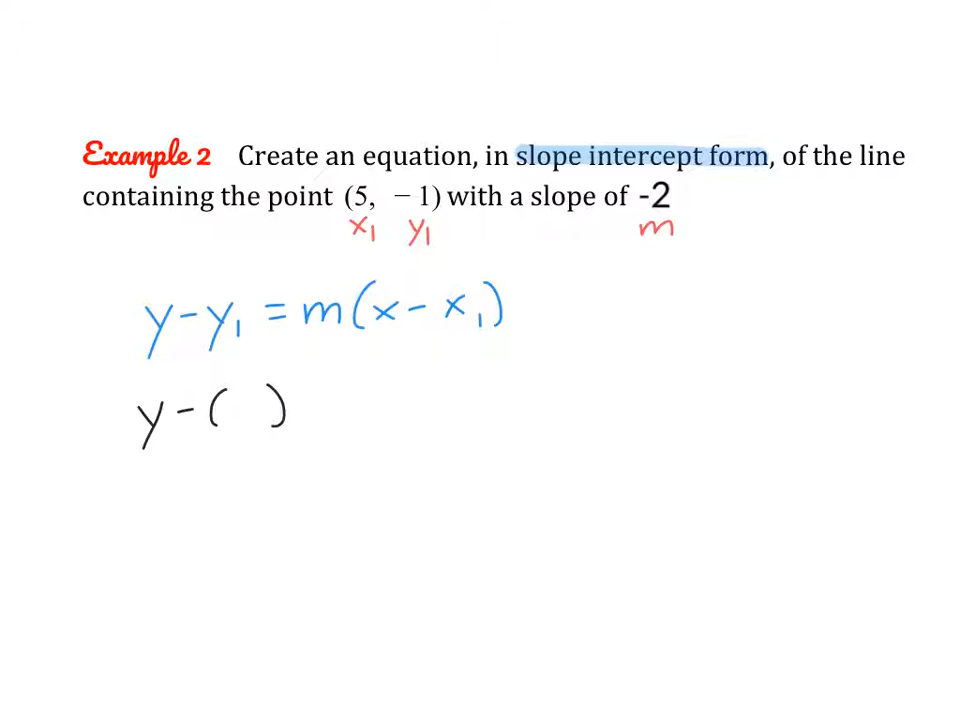 Example 2 Create an equation, in slope intercept form, of the line
containing the point (5, −1) with a slope of -2
x₁ y₁ m
y-y₁ = m(x-x₁)
y-( )